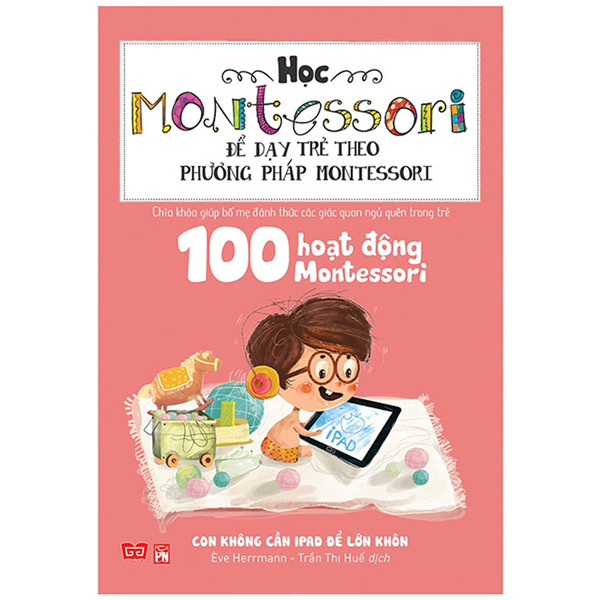 Học
MONtessori
ĐỂ DẠY TRẺ THEO
PHƯƠNG PHÁP MONTESSORI
Chìa khóa giúp bố mẹ đánh thức các giác quan ngủ quên trong trẻ
100 hoạt động
Montessori
iPAD
CON KHÔNG CẦN IPAD ĐỂ LỚN KHÔN
Ève Herrmann - Trần Thị Huế dịch
PN